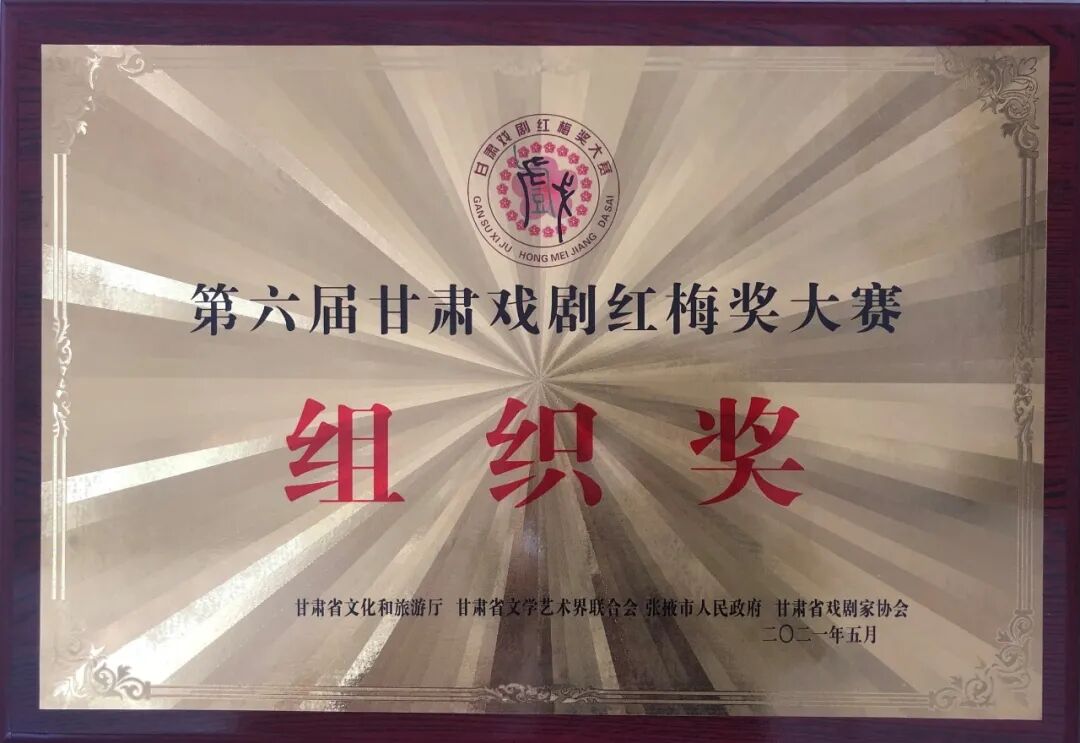 甘肃戏剧红梅奖大赛
戲
GAN SU XI JU HONG MEI JIANG DA SAI
第六届甘肃戏剧红梅奖大赛
组织奖
甘肃省文化和旅游厅 甘肃省文学艺术界联合会 张掖市人民政府 甘肃省戏剧家协会
二〇二一年五月